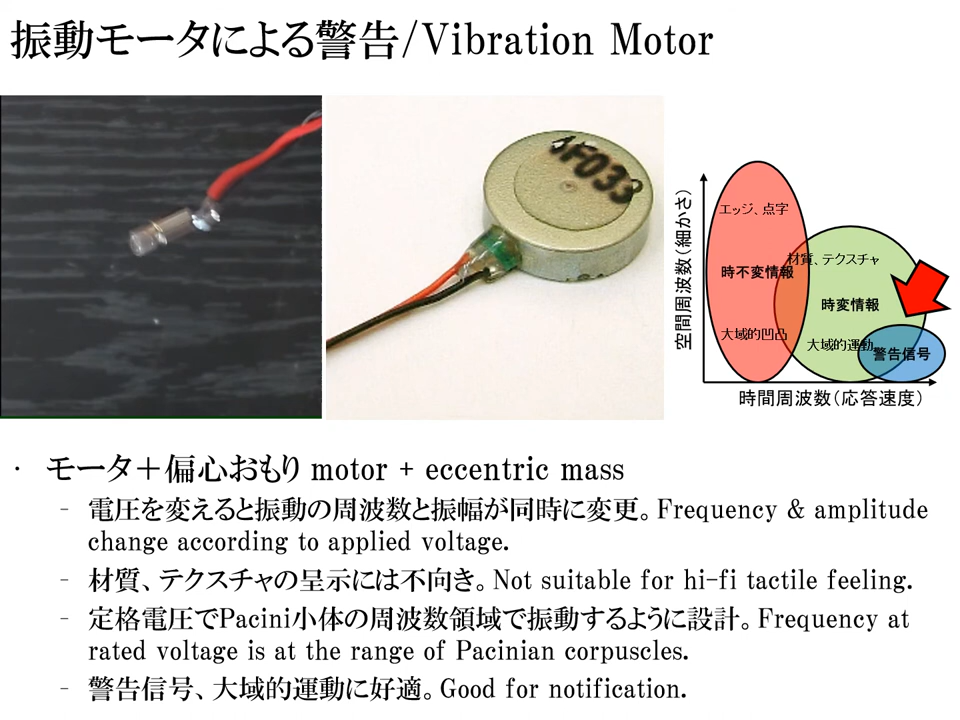 振動モータによる警告/Vibration Motor
4F033
エッジ、点字
材質、テクスチャ
時不変情報
時変情報
大域的凹凸
大域的運動
警告信号
空間周波数（細かさ）
時間周波数（応答速度）
・ モータ＋偏心おもり motor + eccentric mass
– 電圧を変えると振動の周波数と振幅が同時に変更。Frequency & amplitude
change according to applied voltage.
– 材質、テクスチャの呈示には不向き。Not suitable for hi-fi tactile feeling.
– 定格電圧でPacini小体の周波数領域で振動するように設計。Frequency at
rated voltage is at the range of Pacinian corpuscles.
– 警告信号、大域的運動に好適。Good for notification.